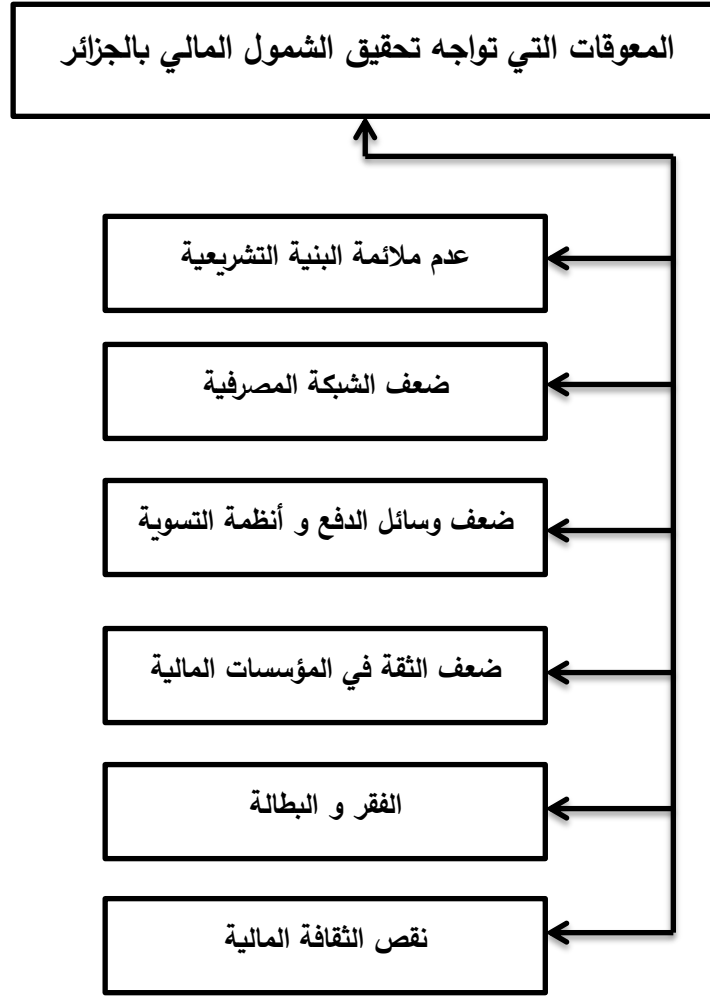 المعوقات التي تواجه تحقيق الشمول المالي بالجزائر
عدم ملائمة البنية التشريعية
ضعف الشبكة المصرفية
ضعف وسائل الدفع و أنظمة التسوية
ضعف الثقة في المؤسسات المالية
الفقر و البطالة
نقص الثقافة المالية